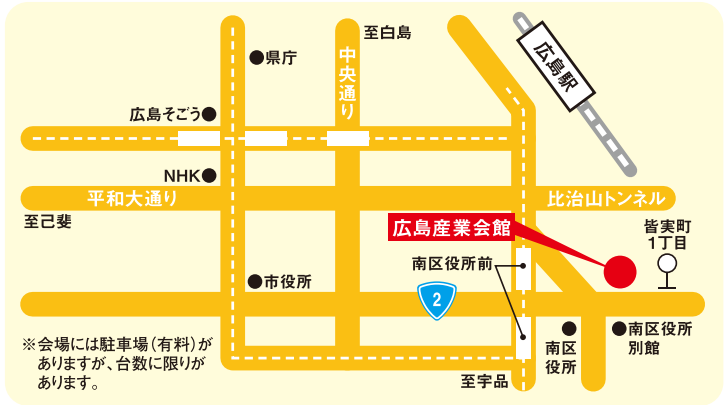 至白島
県庁
中央通り
広島駅
広島そごう
NHK
平和大通り
比治山トンネル
至己斐
広島産業会館
皆実町
1丁目
南区役所前
市役所
2
南区
役所
南区役所
別館
※会場には駐車場(有料)が
ありますが、台数に限りが
あります。
至宇品